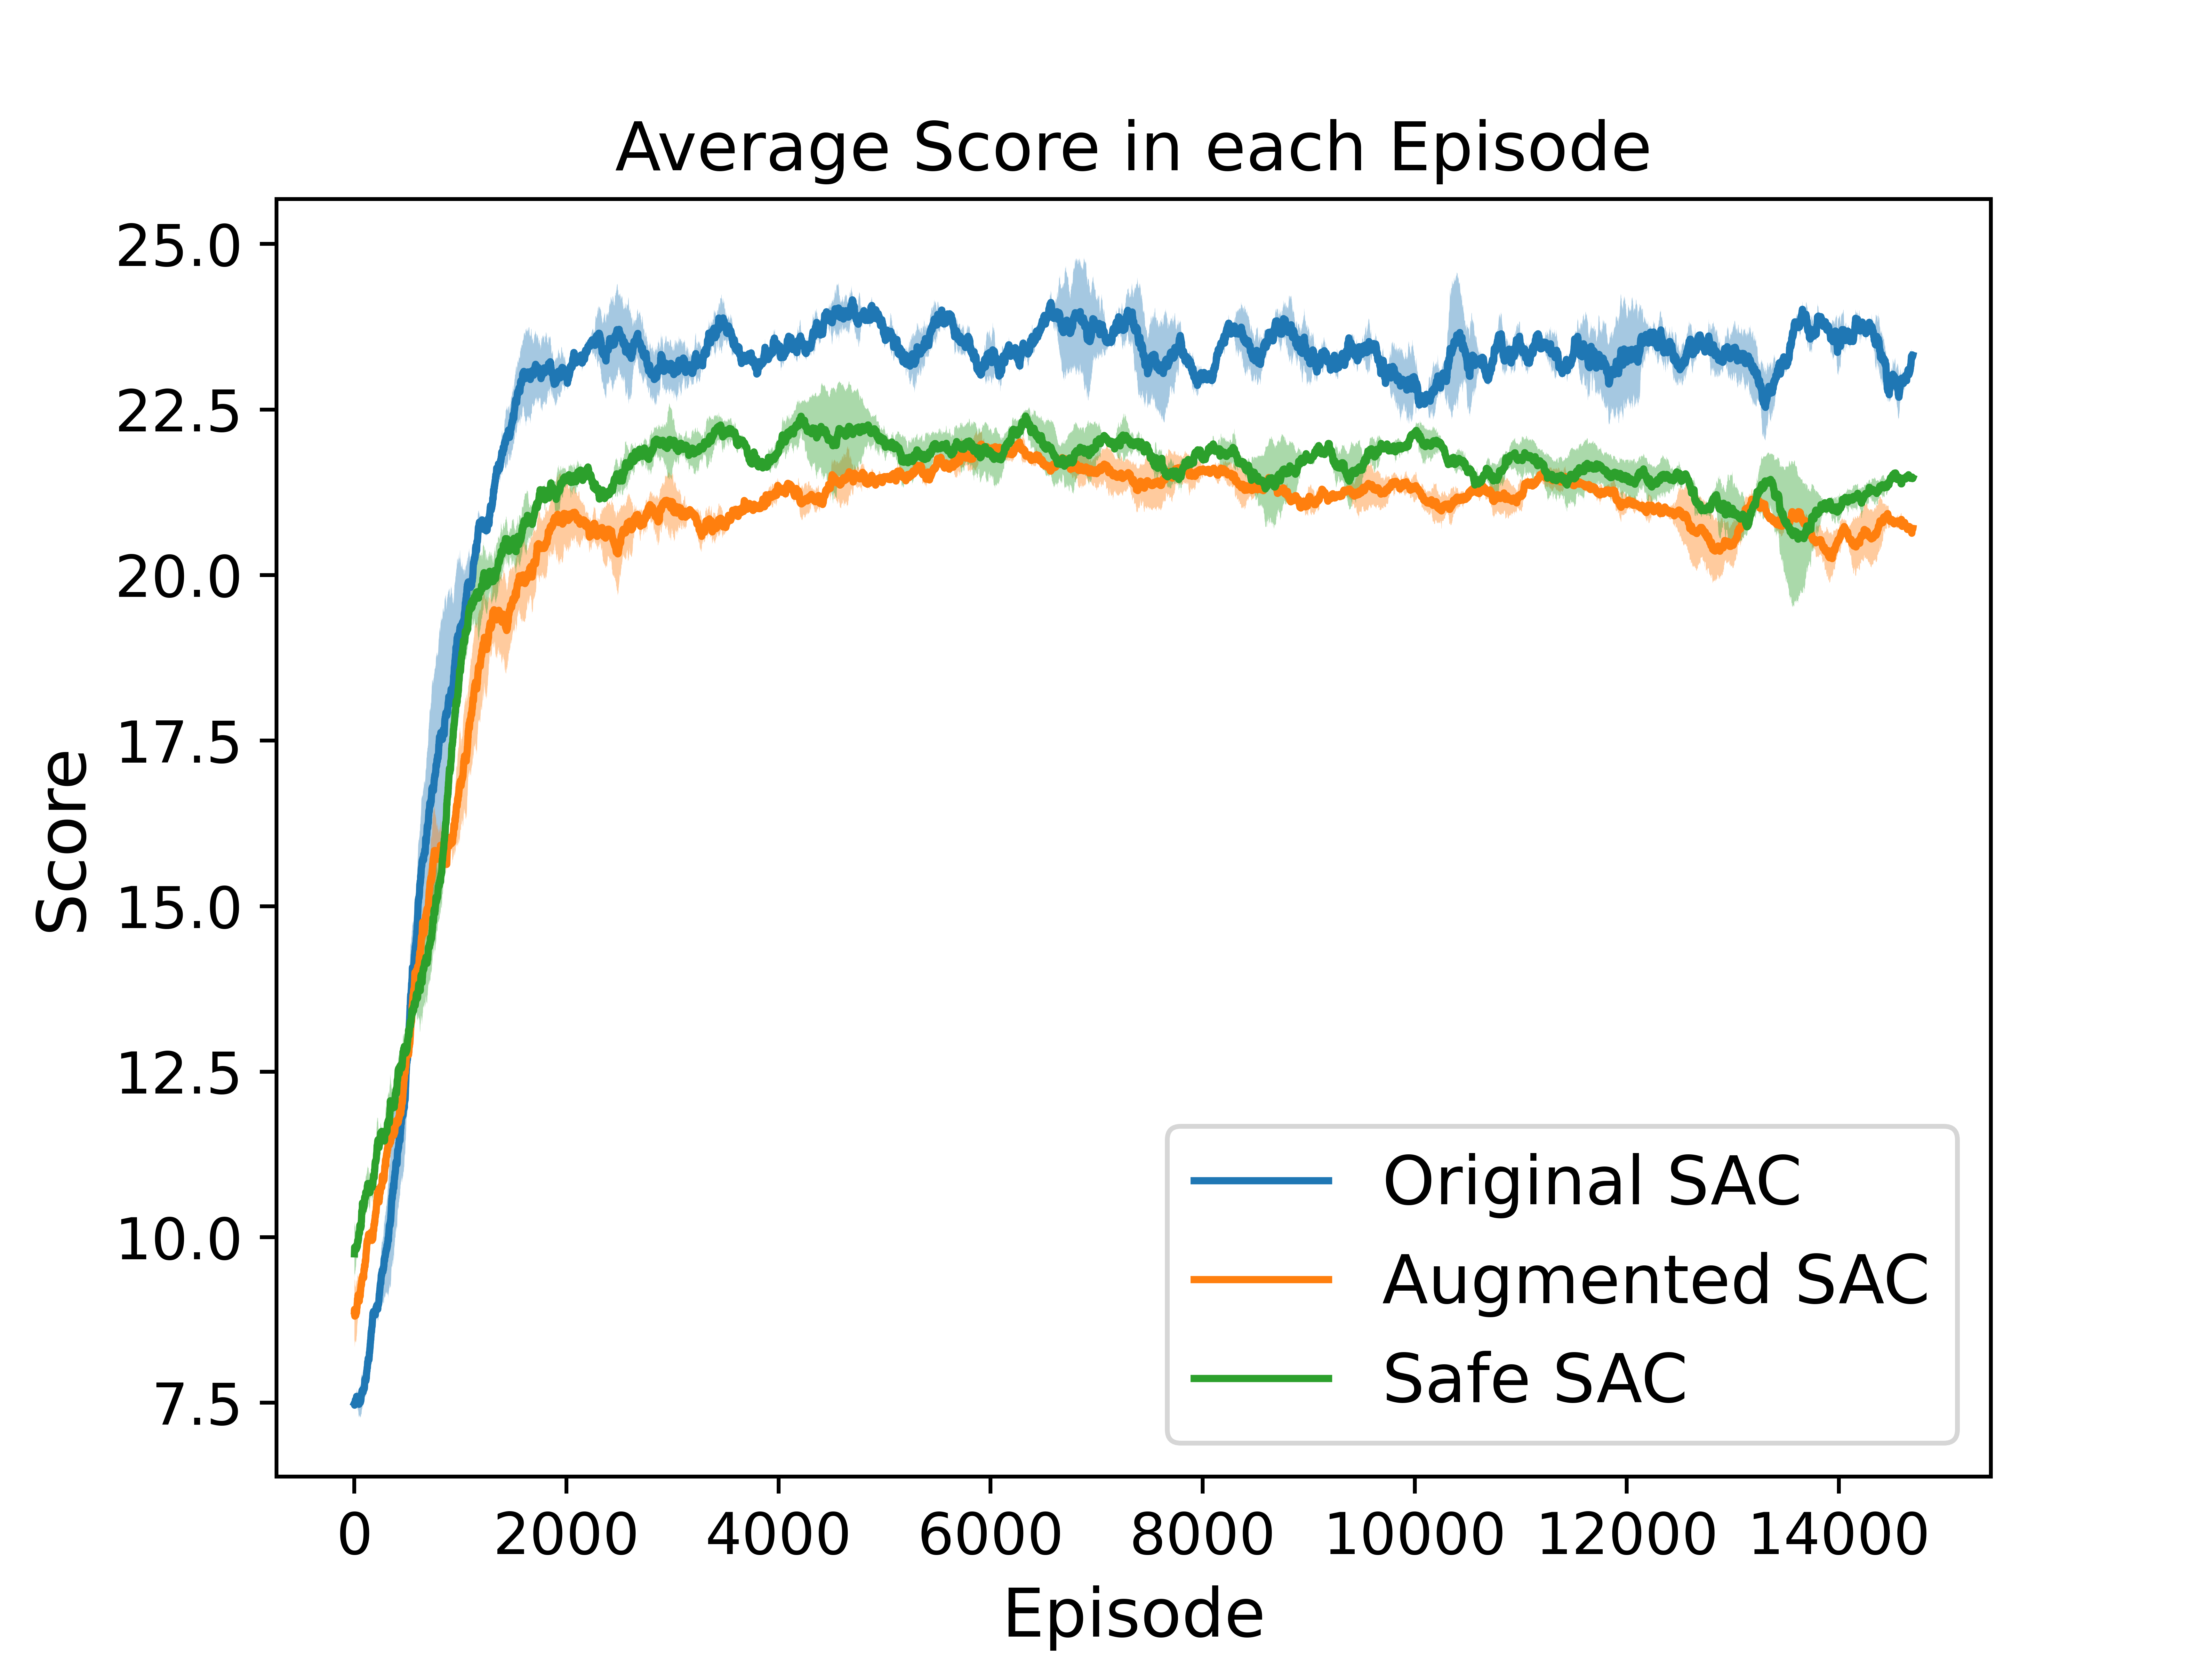 Average Score in each Episode
25.0
22.5
20.0
17.5
15.0
12.5
10.0
7.5
Score
Original SAC
Augmented SAC
Safe SAC
0 2000 4000 6000 8000 10000 12000 14000
Episode